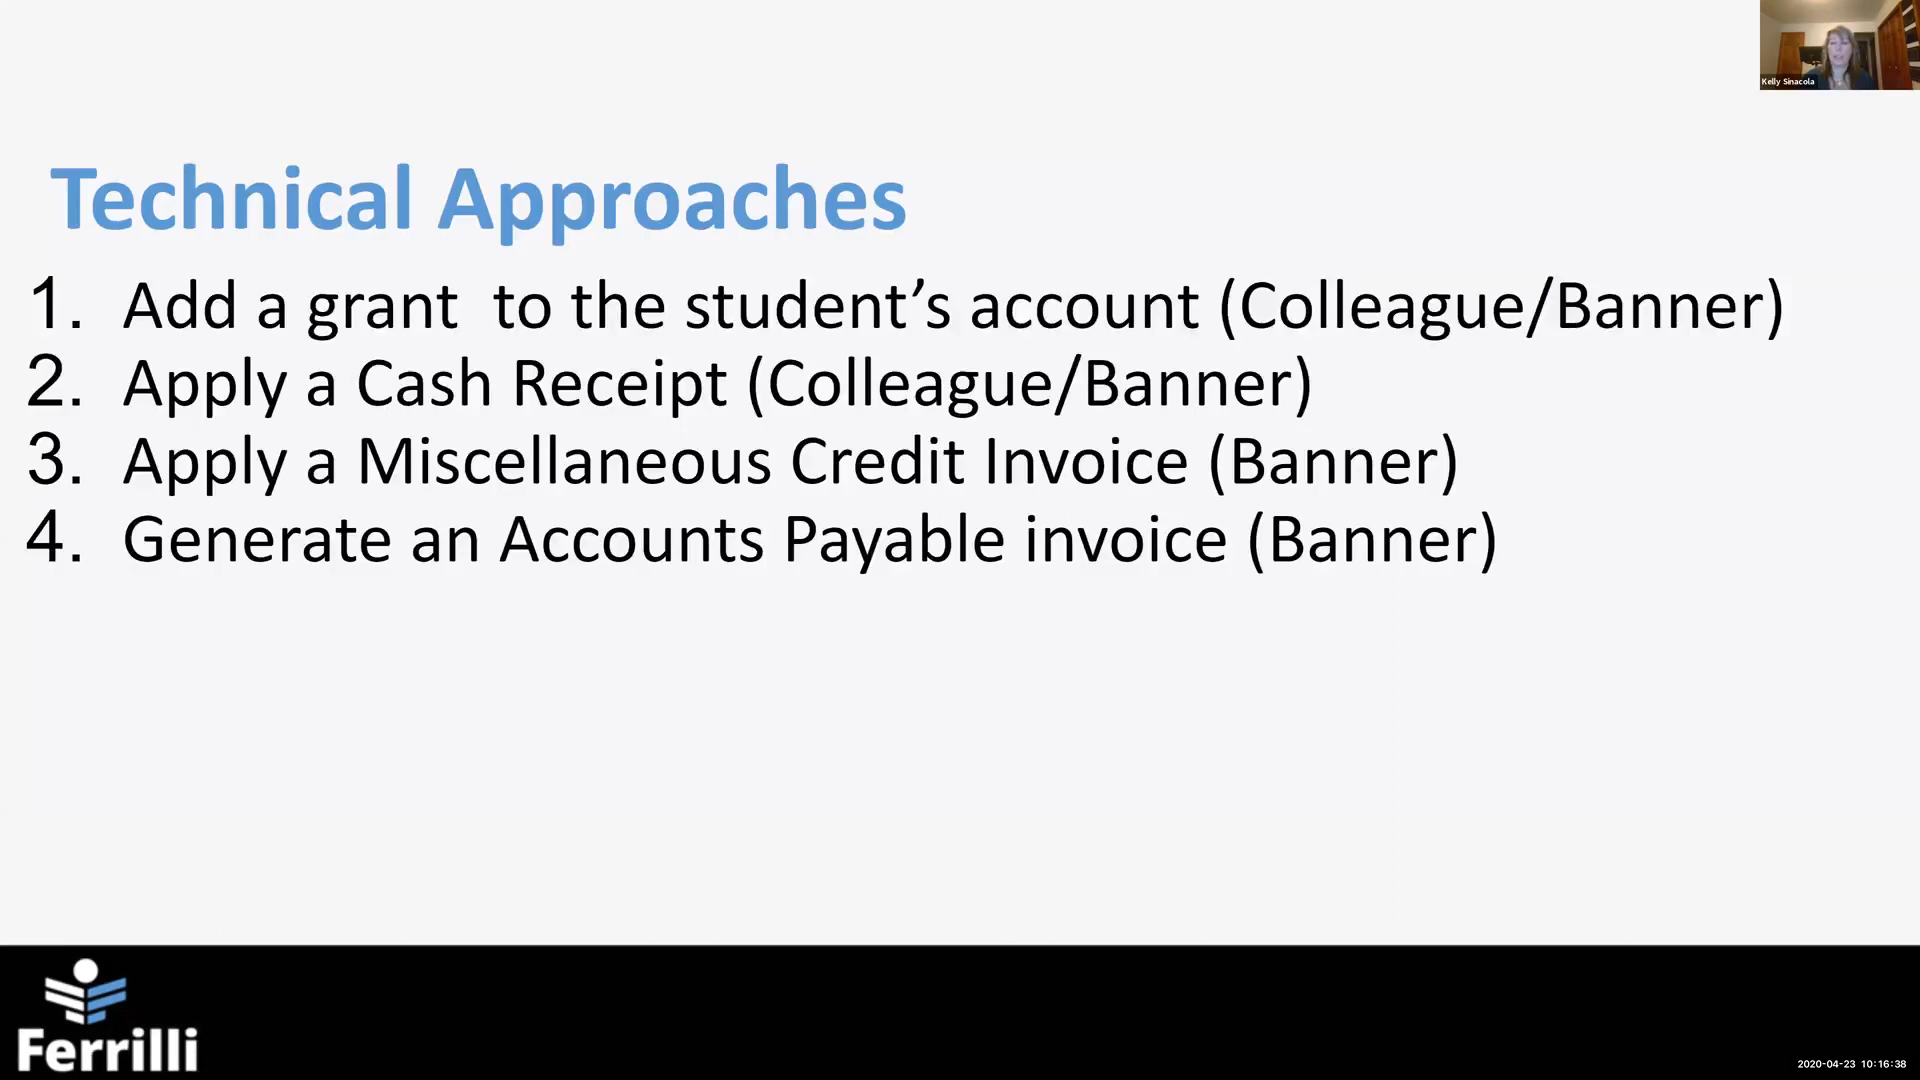 Kelly Sinacola
Technical Approaches
1. Add a grant  to the student’s account (Colleague/Banner)
2. Apply a Cash Receipt (Colleague/Banner)
3. Apply a Miscellaneous Credit Invoice (Banner)
4. Generate an Accounts Payable invoice (Banner)
Ferrilli
2020-04-23 10:16:38